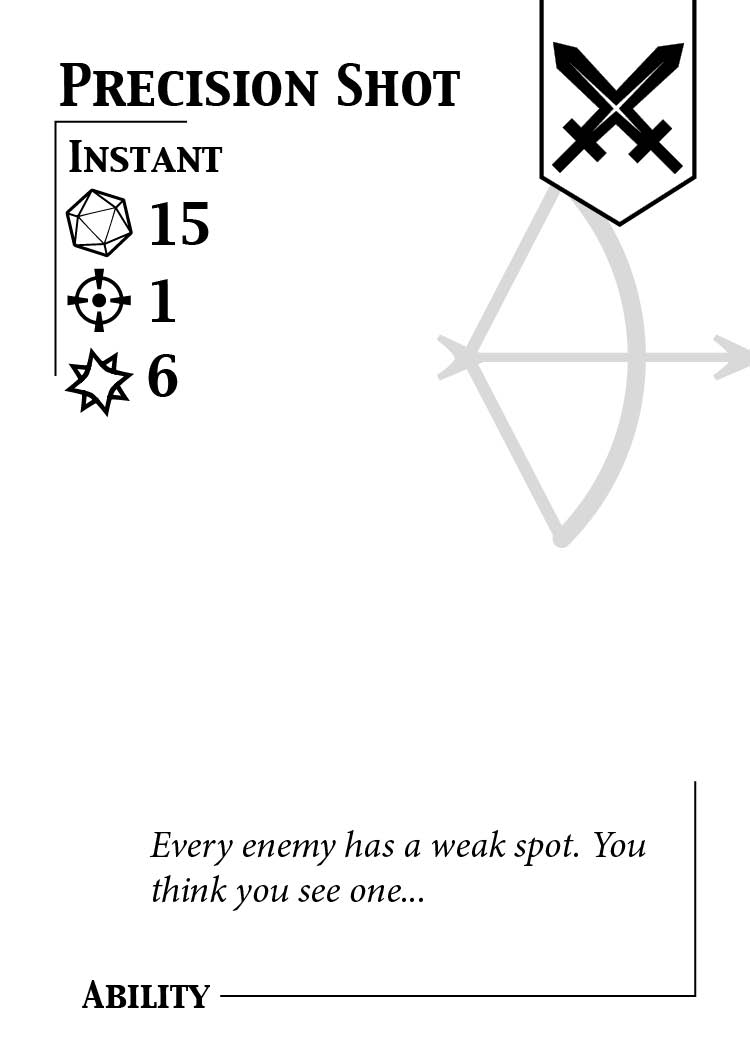 Precision Shot
Instant
15
1
6
Every enemy has a weak spot. You
think you see one...
Ability